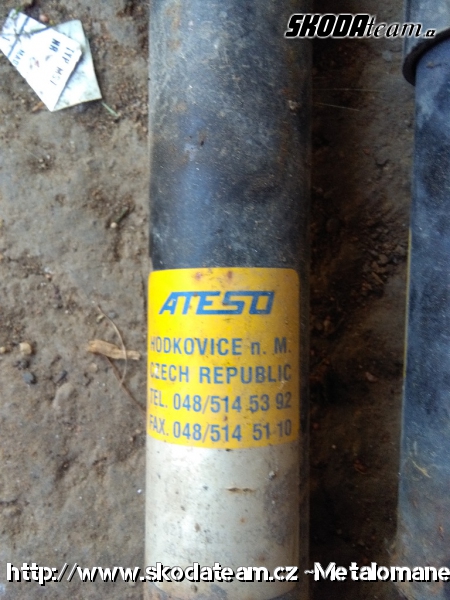 SKODAteam.cz
ATESO
HODKOVICE n. M.
CZECH REPUBLIC
TEL. 048/514 53 92
FAX. 048/514 51 10
http://www.skodateam.cz ~Metalomane